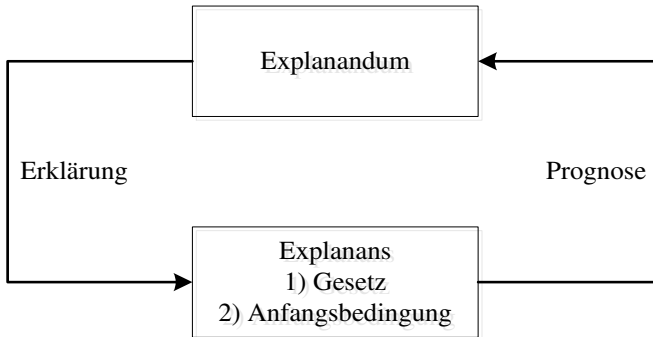 Explanandum
Erklärung
Prognose
Explanans
1) Gesetz
2) Anfangsbedingung